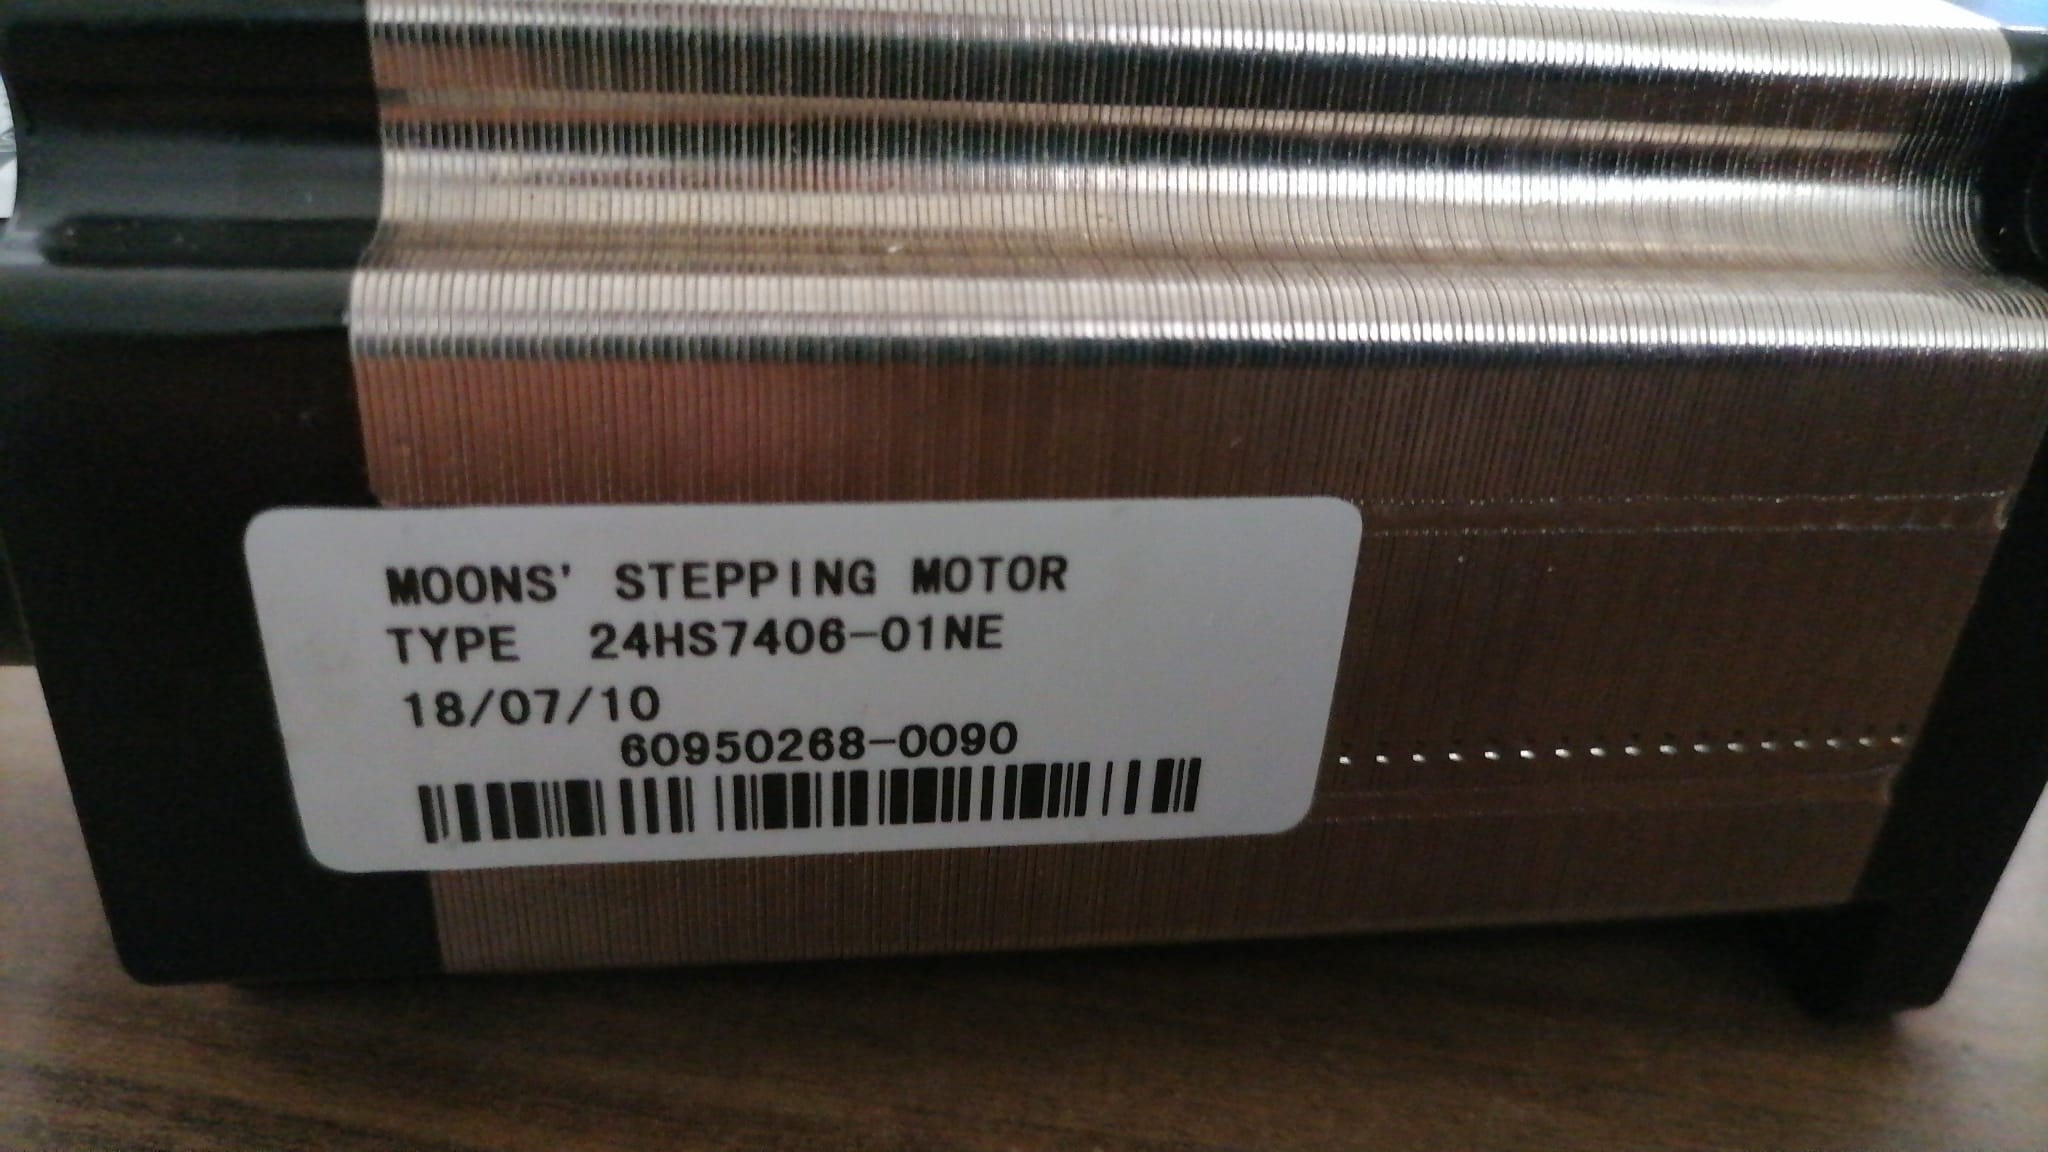 MOONS' STEPPING MOTOR
TYPE 24HS7406-01NE
18/07/10
60950268-0090